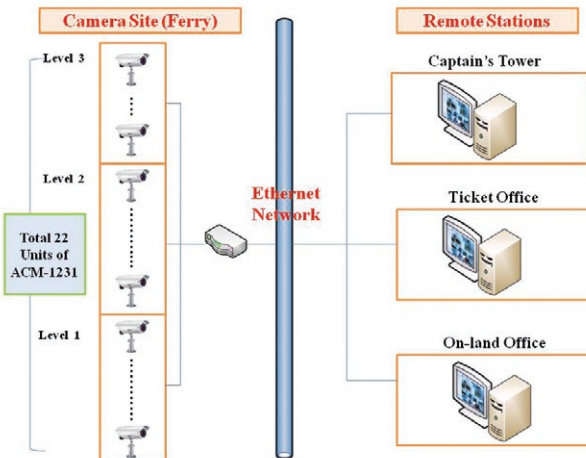 Camera Site (Ferry)
Remote Stations
Level 3
Level 2
Level 1
Total 22
Units of
ACM-1231
Ethernet
Network
Captain's Tower
Ticket Office
On-land Office